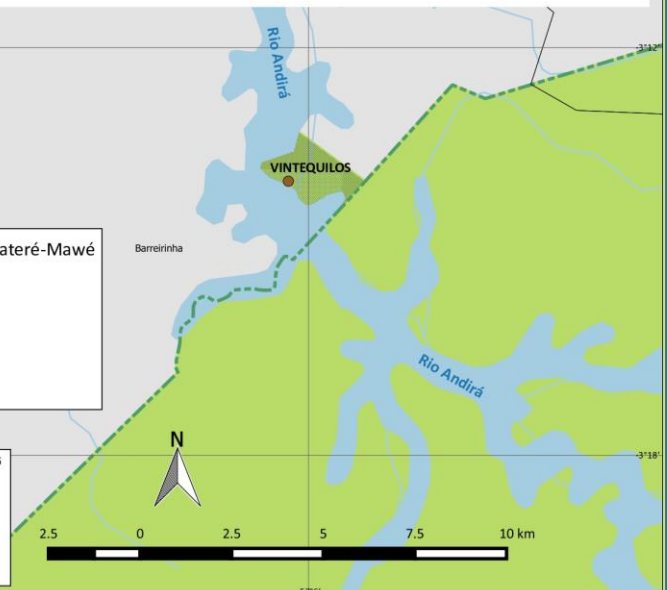 Rio Andirá
-3°12'
VINTEQUILOS
ateré-Mawé
Barreirinha
Rio Andirá
N
-3°18'
2.5 0 2.5 5 7.5 10 km